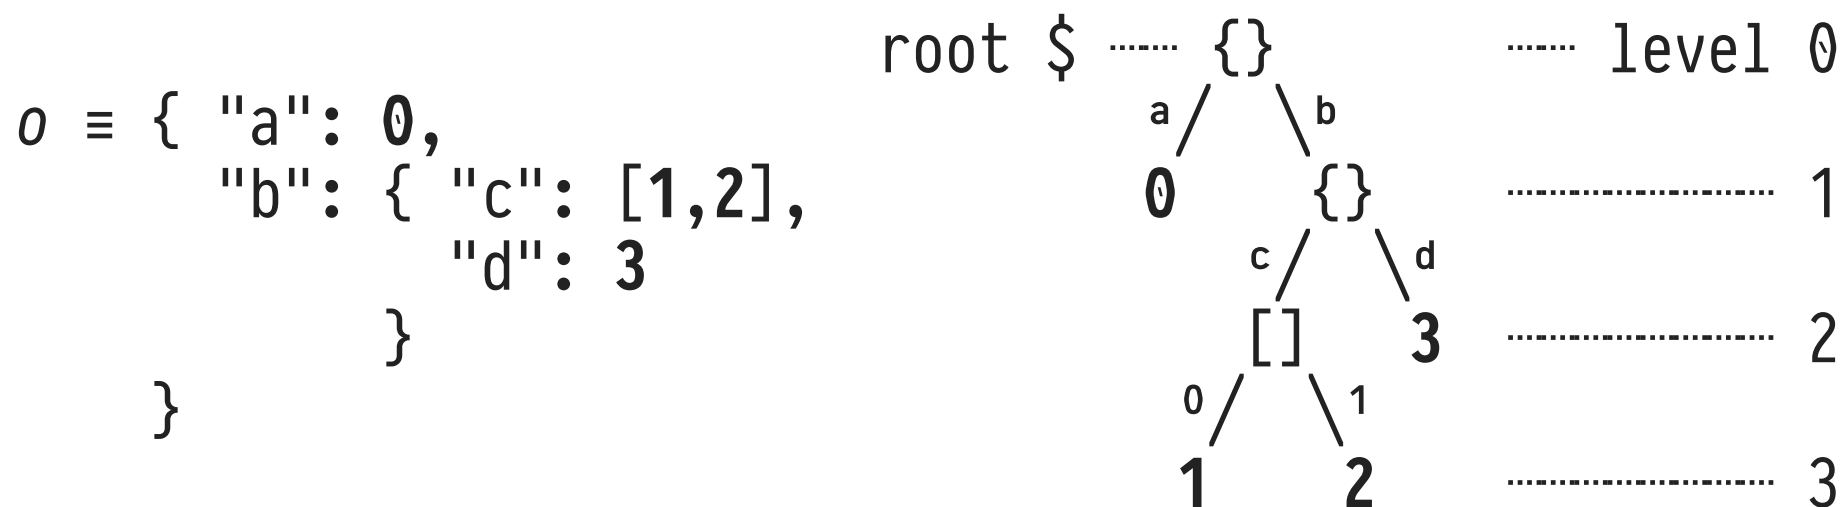 root $ {} level 0
o ≡ { "a": 0,
a b
"b": { "c": [1,2],
0 {} 1
"d": 3
c d
}
[] 3 2
}
0 1
1 2 3